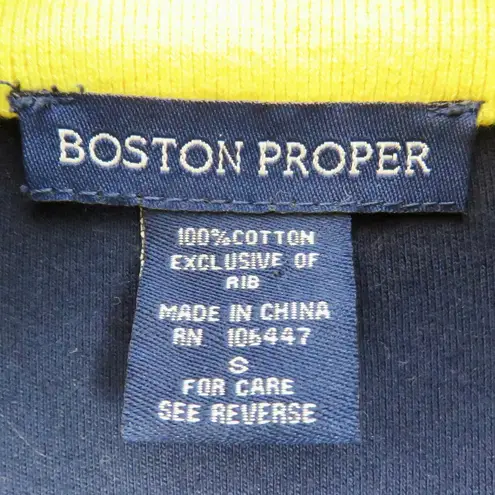 BOSTON PROPER
100% COTTON
EXCLUSIVE OF
RIB
MADE IN CHINA
RN 106447
S
FOR CARE
SEE REVERSE